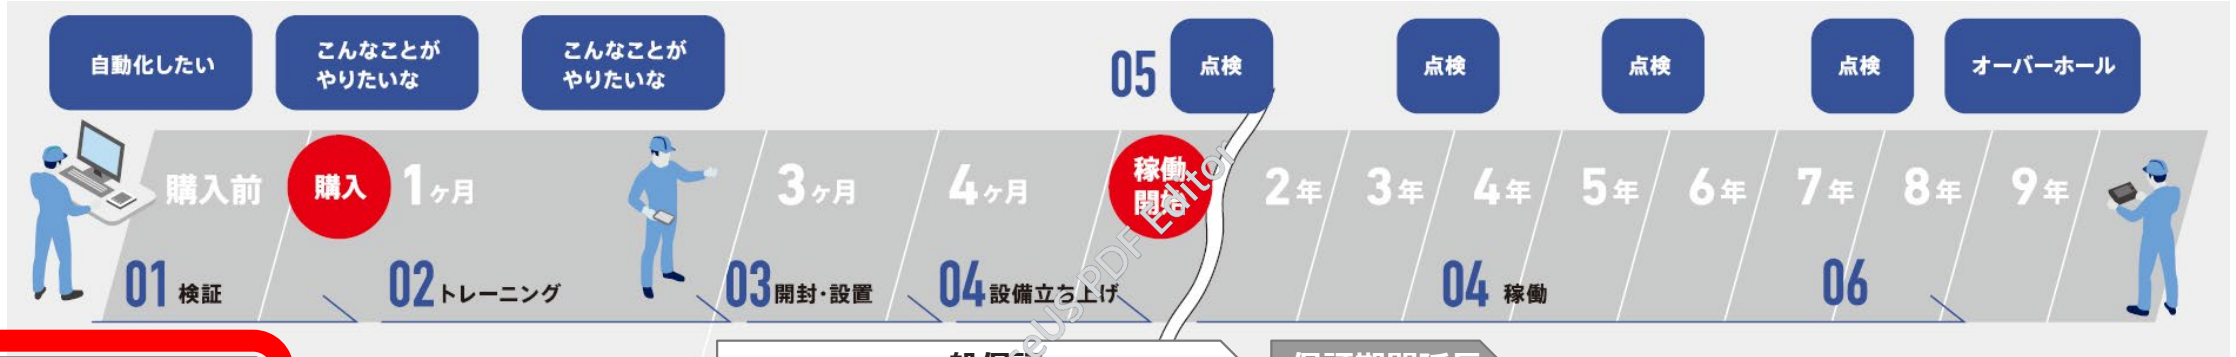 自動化したい
こんなことが
やりたいな
こんなことが
やりたいな
05
点検
点検
点検
点検
オーバーホール
購入前
購入
1ヶ月
3ヶ月
4ヶ月
稼働
開始
2年
3年
4年
5年
6年
7年
8年
9年
01 検証
02 トレーニング
03 開封・設置
04 設備立ち上げ
04 稼働
06
eUS PDF Editor